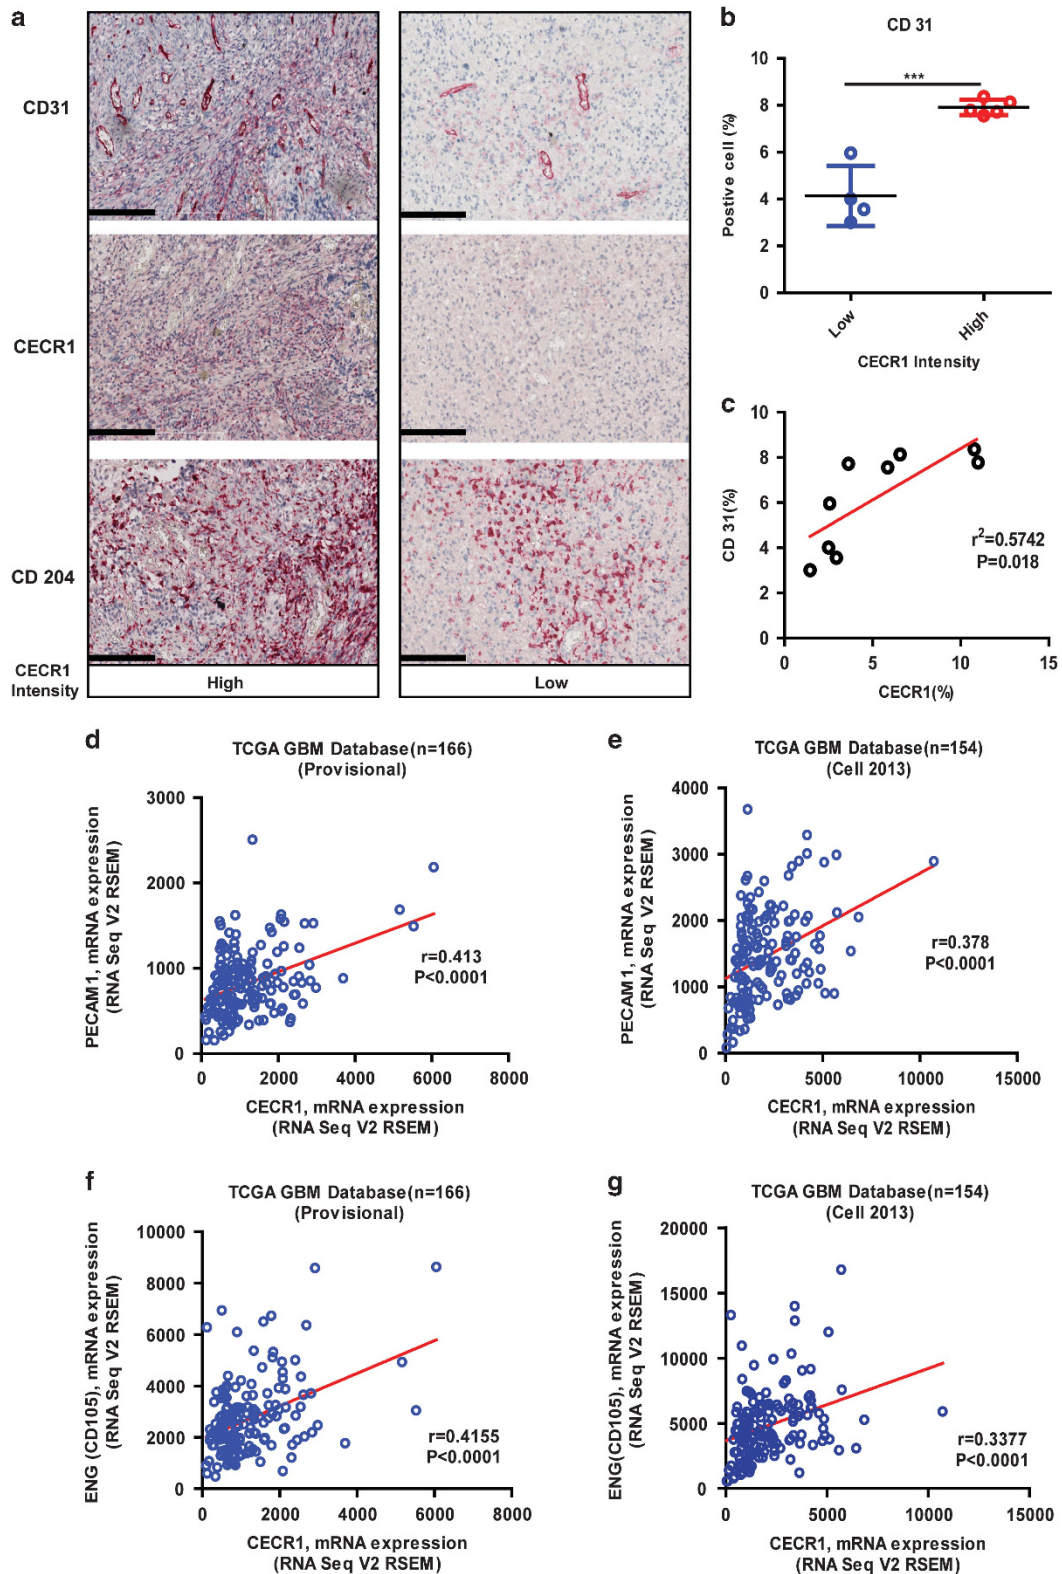 a
CD31
CECR1
CD 204
CECR1
Intensity
High
Low
b
CD 31
***
Postive cell (%)
10
8
6
4
2
0
Low
High
CECR1 Intensity
c
CD 31(%)
10
8
6
4
2
0
r²=0.5742
P=0.018
0 5 10 15
CECR1(%)
d
TCGA GBM Database(n=166)
(Provisional)
PECAM1, mRNA expression
(RNA Seq V2 RSEM)
3000
2000
1000
0
r=0.413
P<0.0001
0 2000 4000 6000 8000
CECR1, mRNA expression
(RNA Seq V2 RSEM)
e
TCGA GBM Database(n=154)
(Cell 2013)
PECAM1, mRNA expression
(RNA Seq V2 RSEM)
4000
3000
2000
1000
0
r=0.378
P<0.0001
0 5000 10000 15000
CECR1, mRNA expression
(RNA Seq V2 RSEM)
f
TCGA GBM Database(n=166)
(Provisional)
ENG (CD105), mRNA expression
(RNA Seq V2 RSEM)
10000
8000
6000
4000
2000
0
r=0.4155
P<0.0001
0 2000 4000 6000 8000
CECR1, mRNA expression
(RNA Seq V2 RSEM)
g
TCGA GBM Database(n=154)
(Cell 2013)
ENG(CD105), mRNA expression
(RNA Seq V2 RSEM)
20000
15000
10000
5000
0
r=0.3377
P<0.0001
0 5000 10000 15000
CECR1, mRNA expression
(RNA Seq V2 RSEM)